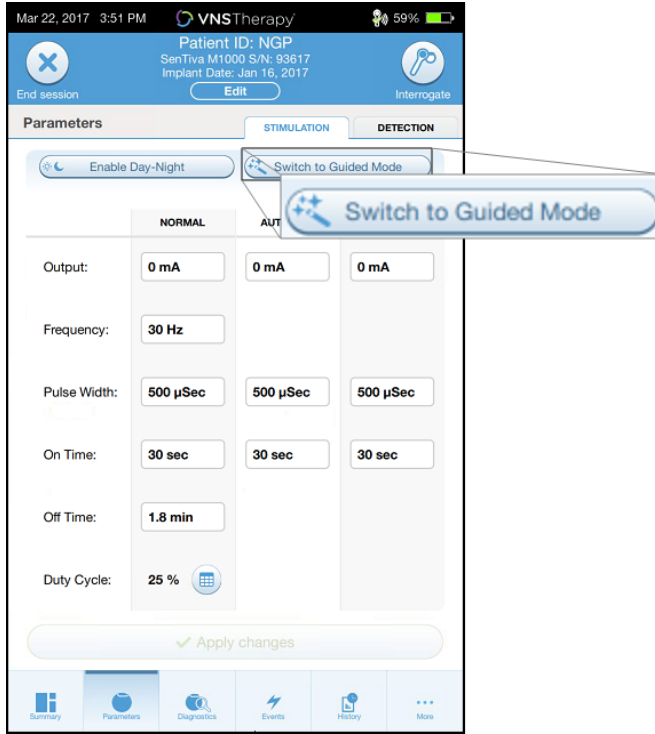 Mar 22, 2017 3:51 PM VNSTherapy 59%
Patient ID: NGP
SenTiva M1000 S/N: 93617
Implant Date: Jan 16, 2017
End session Edit Interrogate
Parameters STIMULATION DETECTION
Enable Day-Night Switch to Guided Mode
Switch to Guided Mode
NORMAL AUT
Output: 0 mA 0 mA 0 mA
Frequency: 30 Hz
Pulse Width: 500 µSec 500 µSec 500 µSec
On Time: 30 sec 30 sec 30 sec
Off Time: 1.8 min
Duty Cycle: 25 %
Apply changes
Summary Parameters Diagnostics Events History More